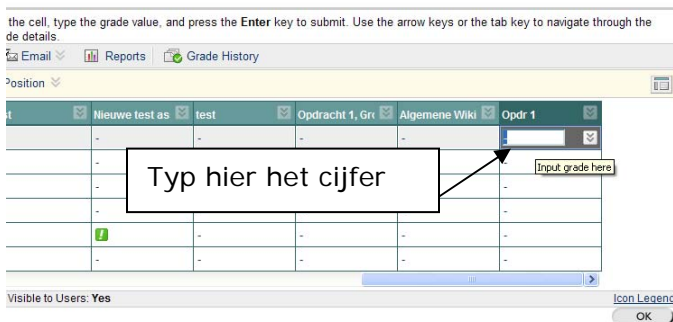 the cell, type the grade value, and press the Enter key to submit. Use the arrow keys or the tab key to navigate through the
de details.
Email Reports Grade History
Position
st Nieuwe test as test Opdracht 1, Gro Algemene Wiki Opdr 1
- - - - -
- - - - -
Input grade here
Typ hier het cijfer
- - - - -
- - - - -
! - - - -
- - - - -
Visible to Users: Yes
Icon Legend
OK